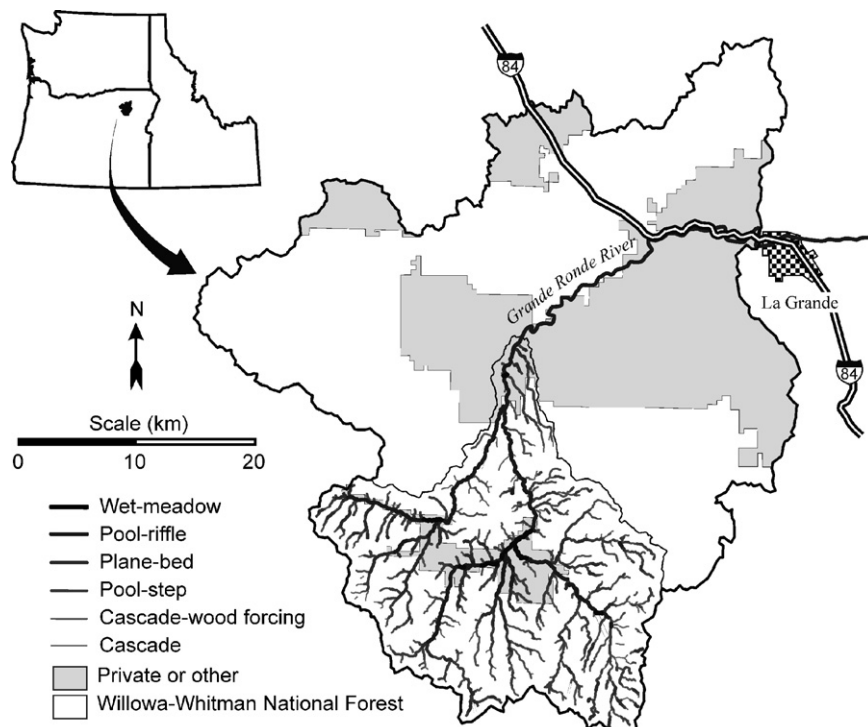 84
Grande Ronde River
La Grande
84
N
Scale (km)
0 10 20
Wet-meadow
Pool-riffle
Plane-bed
Pool-step
Cascade-wood forcing
Cascade
Private or other
Willowa-Whitman National Forest